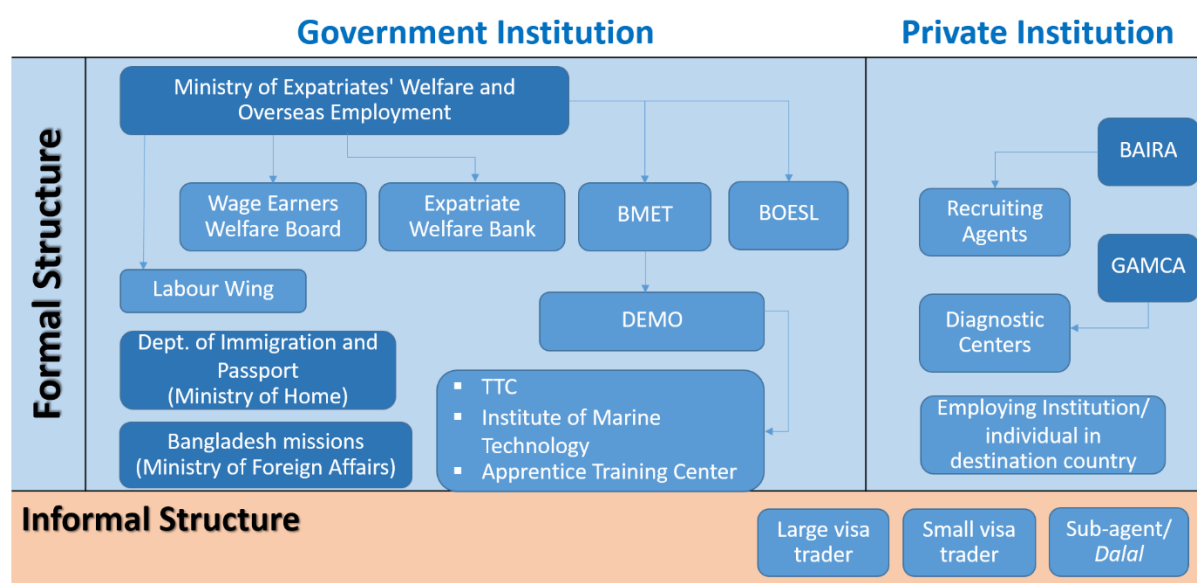 Government Institution
Private Institution
Formal Structure
Ministry of Expatriates' Welfare and
Overseas Employment
Wage Earners
Welfare Board
Expatriate
Welfare Bank
BMET
BOESL
Labour Wing
DEMO
Dept. of Immigration and
Passport
(Ministry of Home)
Bangladesh missions
(Ministry of Foreign Affairs)
▪ TTC
▪ Institute of Marine
Technology
▪ Apprentice Training Center
BAIRA
Recruiting
Agents
GAMCA
Diagnostic
Centers
Employing Institution/
individual in
destination country
Informal Structure
Large visa
trader
Small visa
trader
Sub-agent/
Dalal